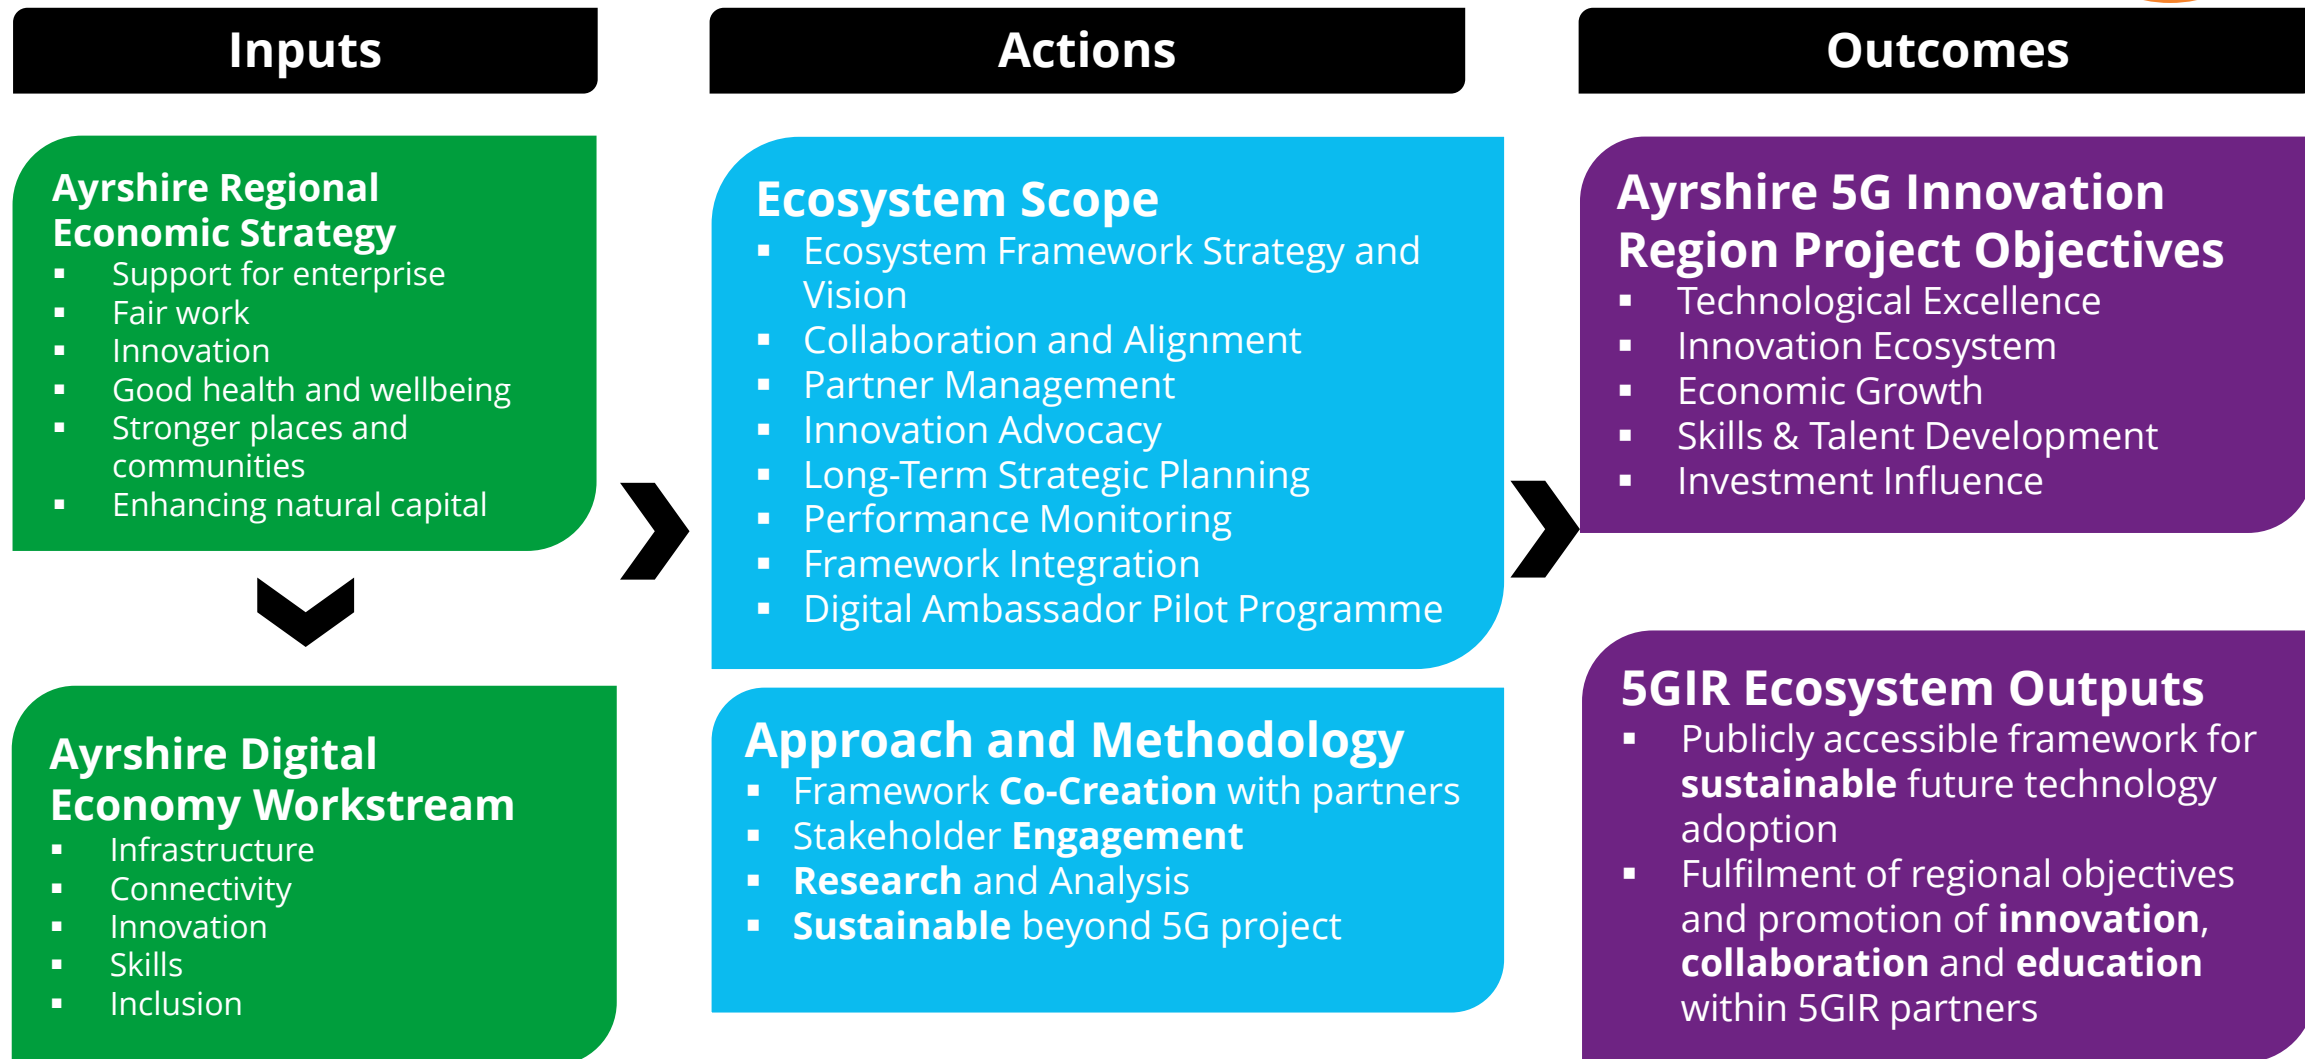 Inputs
Ayrshire Regional
Economic Strategy
▪ Support for enterprise
▪ Fair work
▪ Innovation
▪ Good health and wellbeing
▪ Stronger places and
communities
▪ Enhancing natural capital
Ayrshire Digital
Economy Workstream
▪ Infrastructure
▪ Connectivity
▪ Innovation
▪ Skills
▪ Inclusion
Actions
Ecosystem Scope
▪ Ecosystem Framework Strategy and
Vision
▪ Collaboration and Alignment
▪ Partner Management
▪ Innovation Advocacy
▪ Long-Term Strategic Planning
▪ Performance Monitoring
▪ Framework Integration
▪ Digital Ambassador Pilot Programme
Approach and Methodology
▪ Framework Co-Creation with partners
▪ Stakeholder Engagement
▪ Research and Analysis
▪ Sustainable beyond 5G project
Outcomes
Ayrshire 5G Innovation
Region Project Objectives
▪ Technological Excellence
▪ Innovation Ecosystem
▪ Economic Growth
▪ Skills & Talent Development
▪ Investment Influence
5GIR Ecosystem Outputs
▪ Publicly accessible framework for
sustainable future technology
adoption
▪ Fulfilment of regional objectives
and promotion of innovation,
collaboration and education
within 5GIR partners